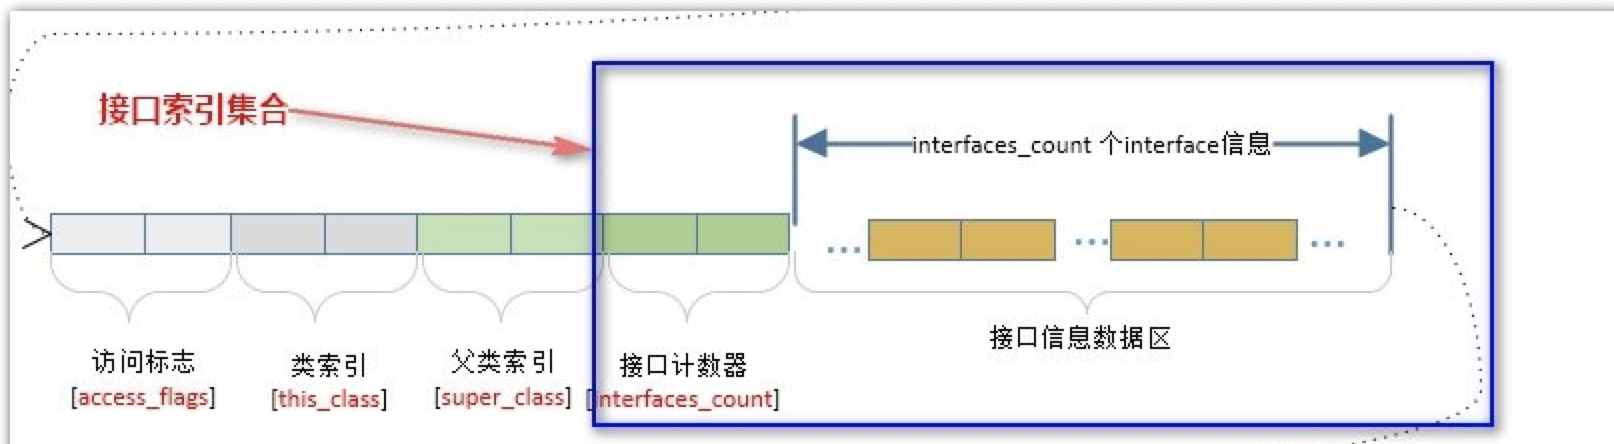 接口索引集合
interfaces_count 个interface信息
...
...
...
访问标志
[access_flags]
类索引
[this_class]
父类索引
[super_class]
接口计数器
[interfaces_count]
接口信息数据区